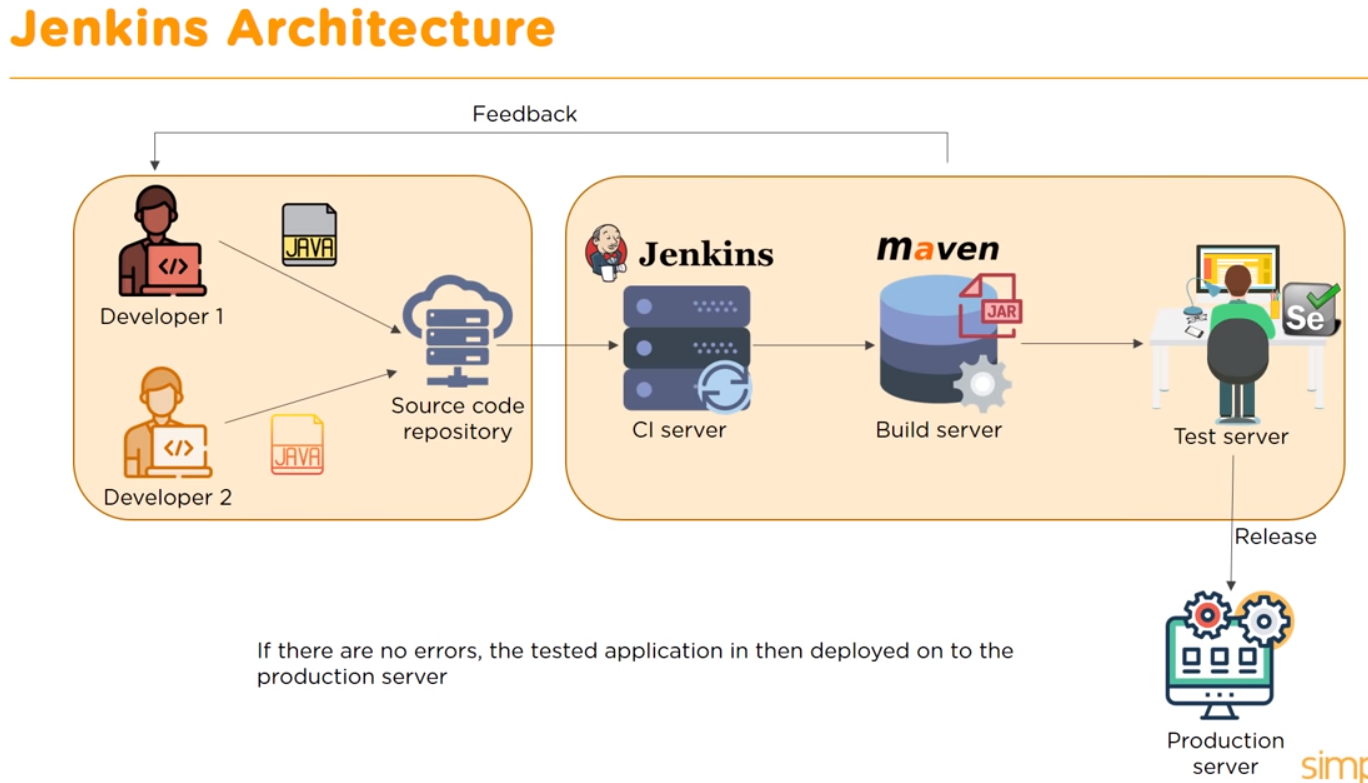 Jenkins Architecture
Feedback
JAVA
Developer 1
Source code
repository
JAVA
Developer 2
Jenkins
CI server
maven
JAR
Build server
Se
Test server
Release
If there are no errors, the tested application in then deployed on to the
production server
Production
server
simp